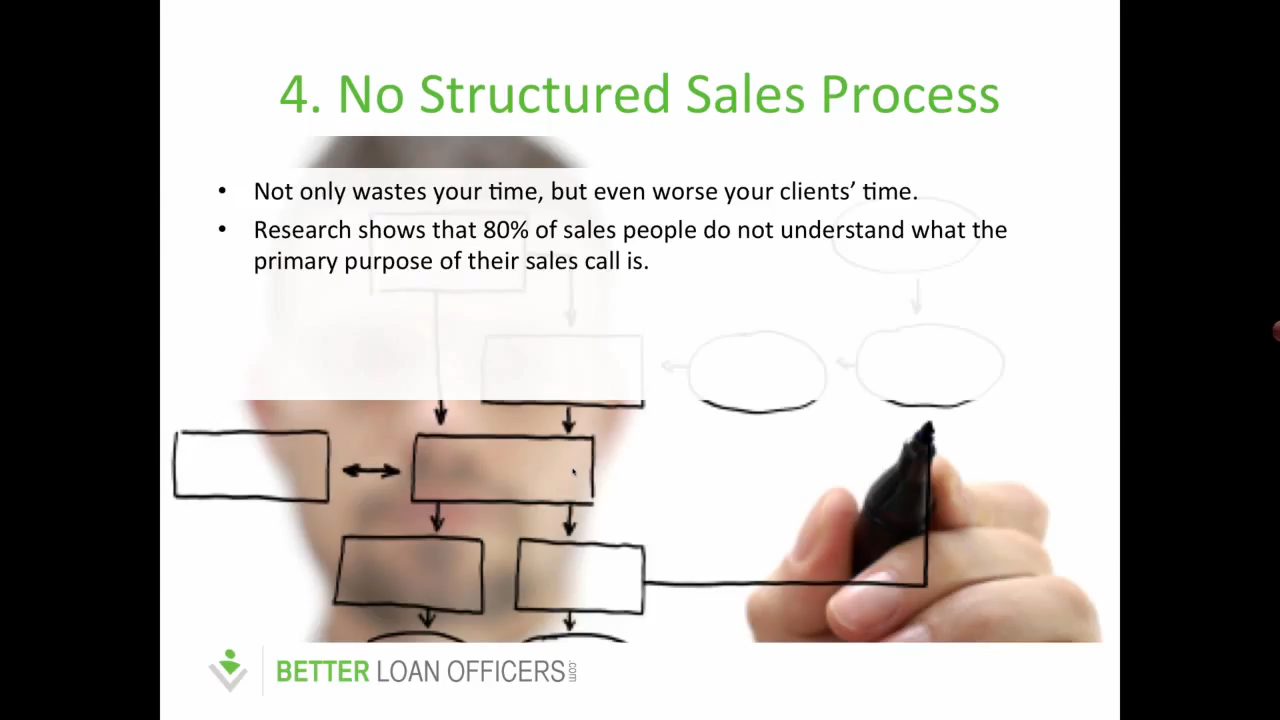 4. No Structured Sales Process
• Not only wastes your time, but even worse your clients’ time.
• Research shows that 80% of sales people do not understand what the
primary purpose of their sales call is.
BETTER LOAN OFFICERS.com